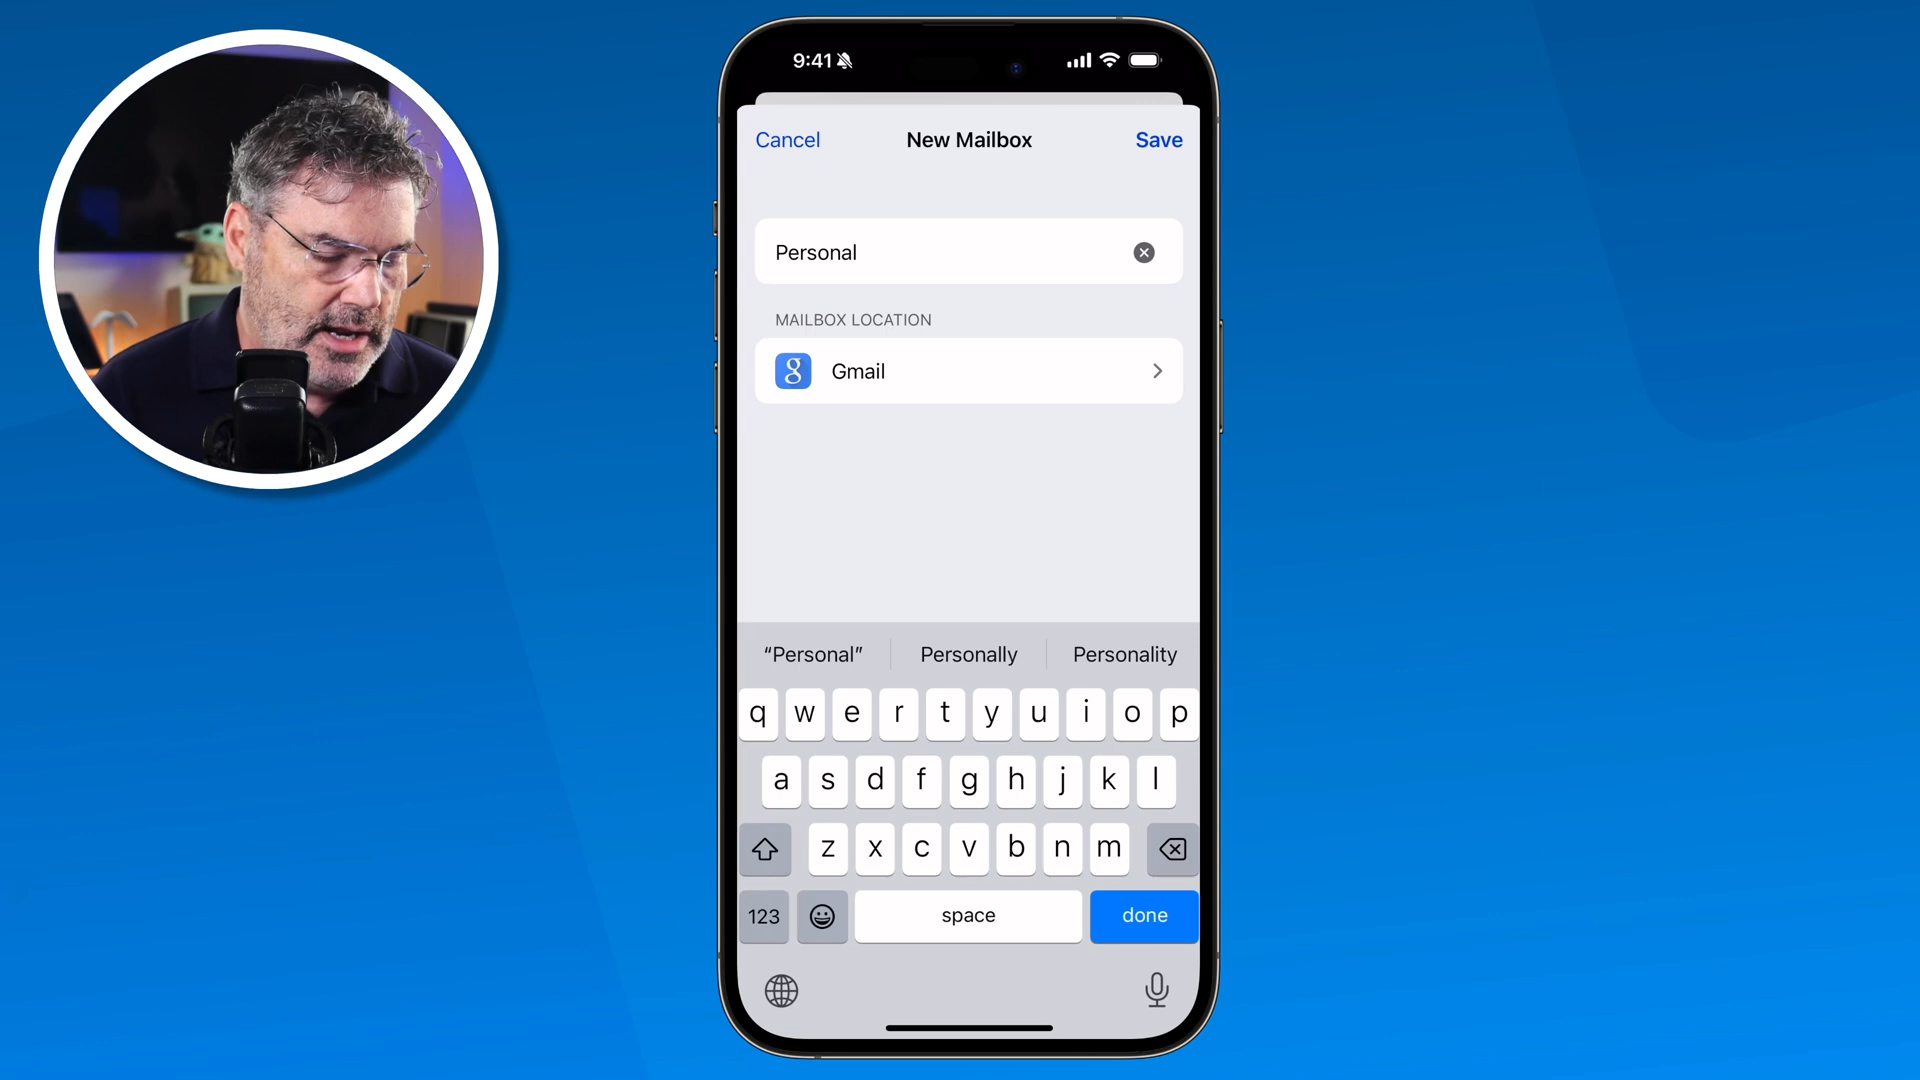 9:41
Cancel New Mailbox Save
Personal
MAILBOX LOCATION
g Gmail
“Personal” Personally Personality
q w e r t y u i o p
a s d f g h j k l
z x c v b n m
123 space done